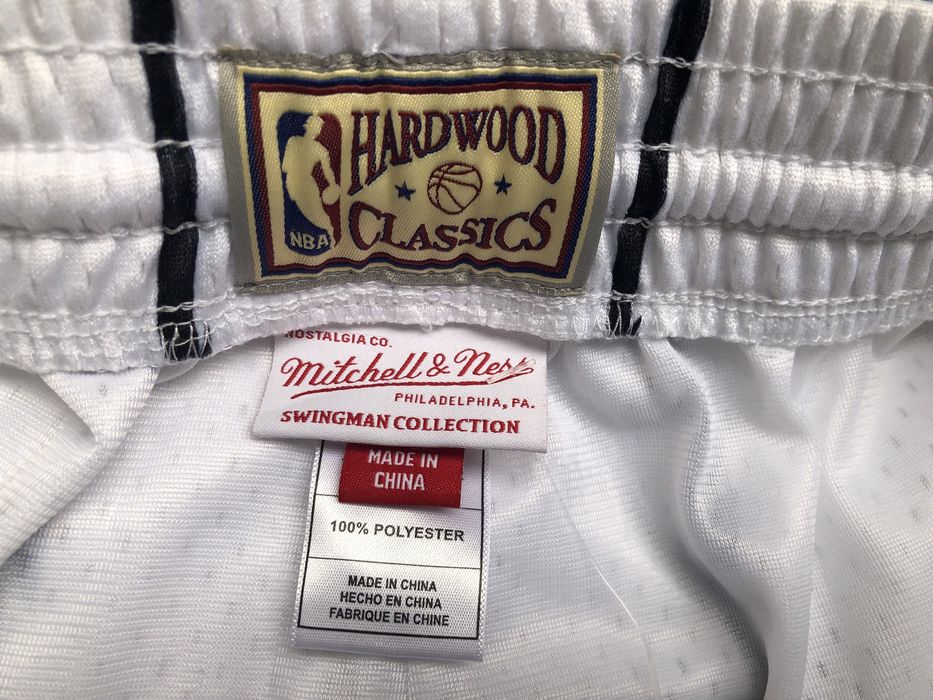 HARDWOOD
CLASSICS
NBA
NOSTALGIA CO.
Mitchell & Ness
PHILADELPHIA, PA.
SWINGMAN COLLECTION
MADE IN
CHINA
100% POLYESTER
MADE IN CHINA
HECHO EN CHINA
FABRIQUE EN CHINE